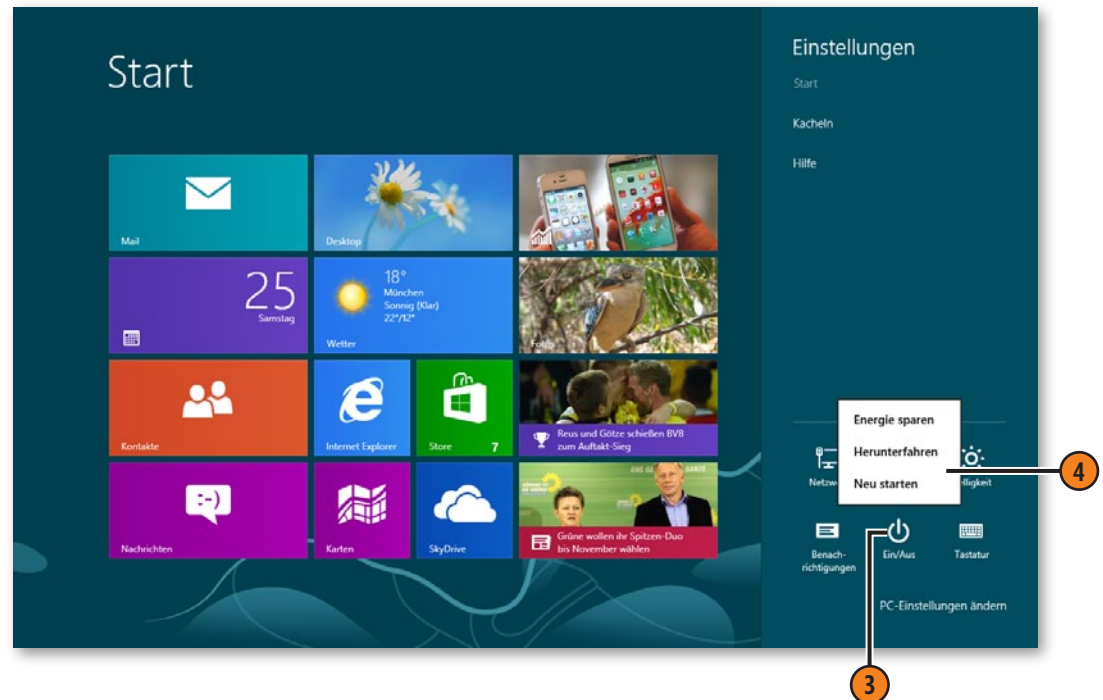 Start
Mail
Desktop
25
Samstag
18°
München
Sonnig (Klar)
22°/12°
Wetter
Fotos
Kontakte
Internet Explorer
Store
7
Reus und Götze schießen BVB
zum Auftakt-Sieg
:-)
Nachrichten
Karten
SkyDrive
Grüne wollen ihr Spitzen-Duo
bis November wählen
Einstellungen
Start
Kacheln
Hilfe
Energie sparen
Herunterfahren
Neu starten
4
Benach-
richtigungen
Ein/Aus
Tastatur
PC-Einstellungen ändern
3